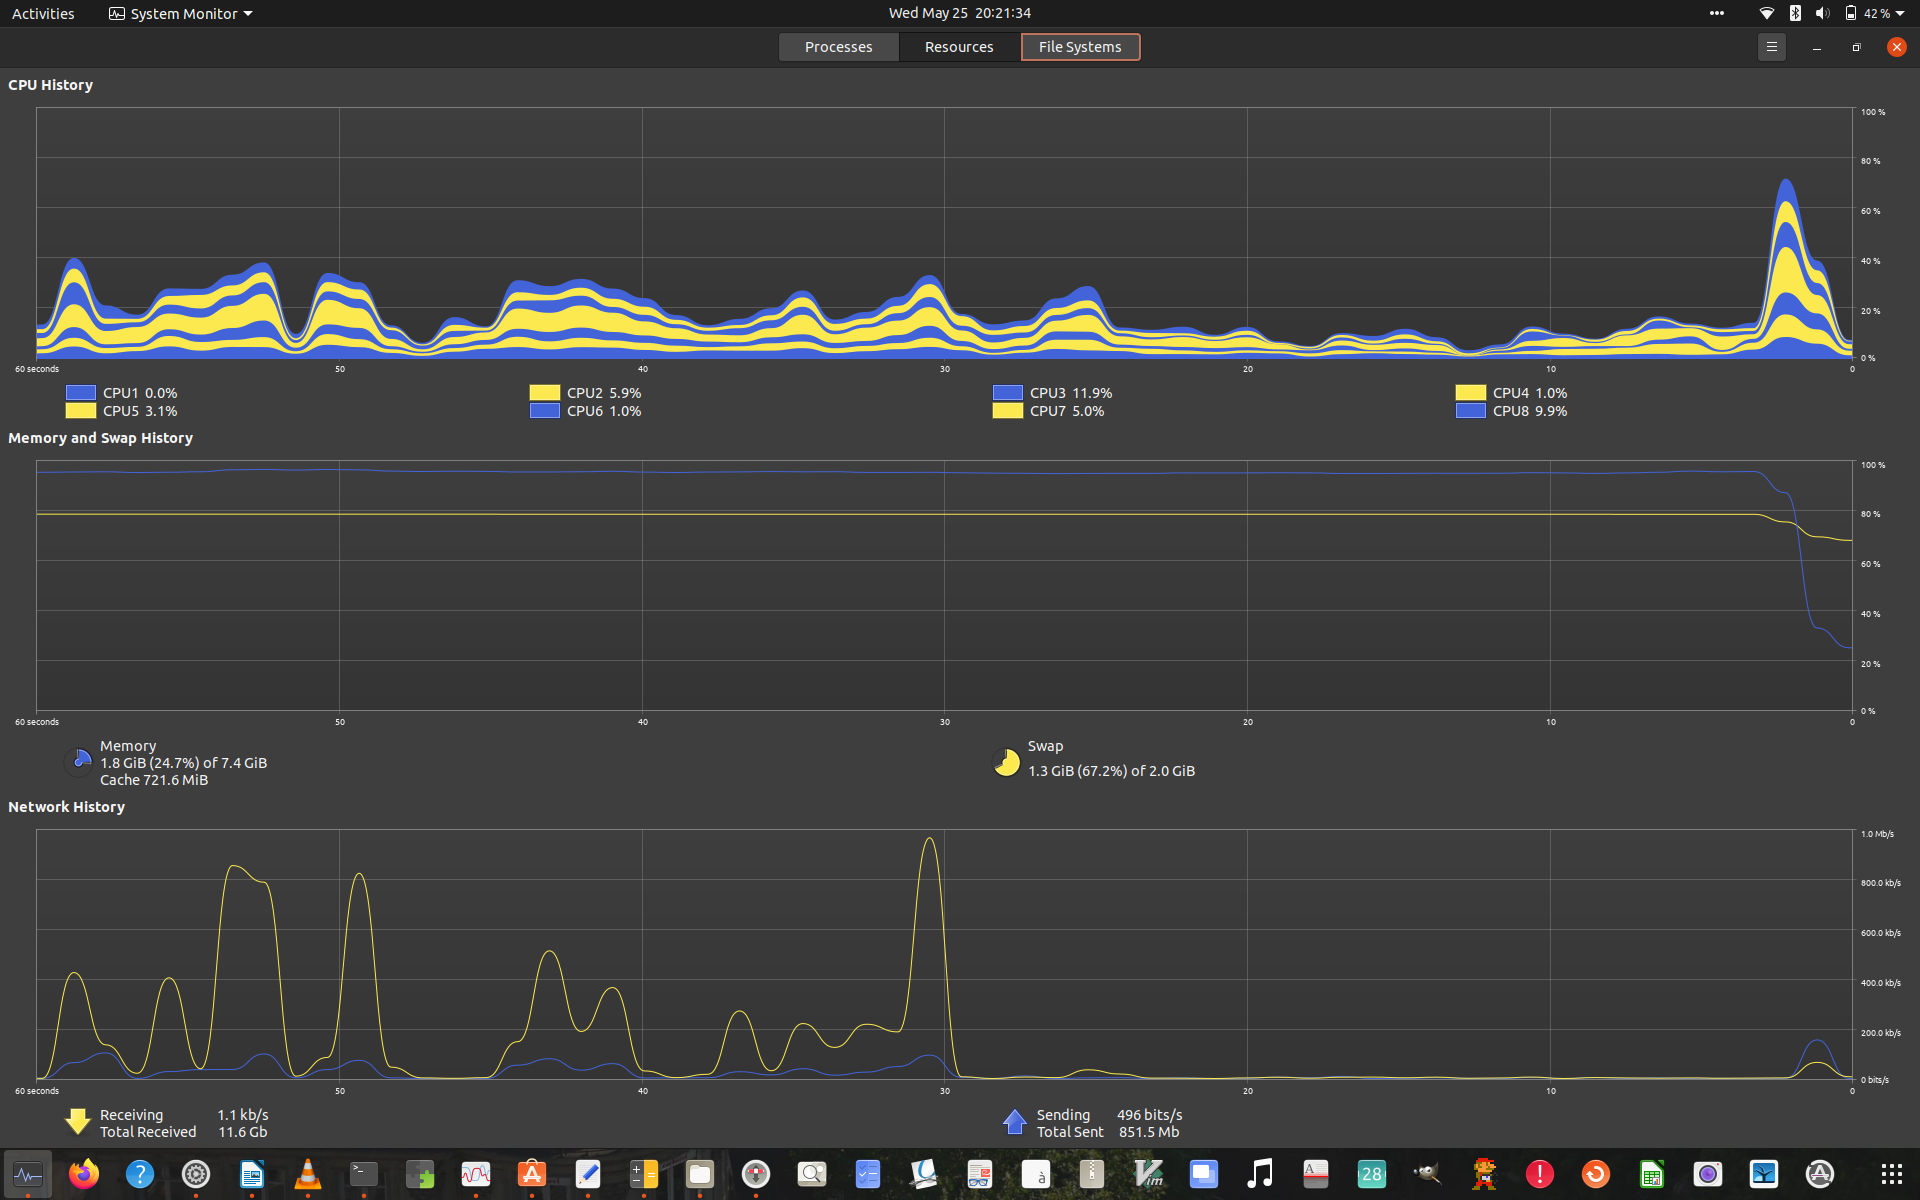 Activities System Monitor Wed May 25 20:21:34 42 %
Processes Resources File Systems
CPU History
100 %
80 %
60 %
40 %
20 %
0 %
60 seconds 50 40 30 20 10 0
CPU1 0.0% CPU2 5.9% CPU3 11.9% CPU4 1.0%
CPU5 3.1% CPU6 1.0% CPU7 5.0% CPU8 9.9%
Memory and Swap History
100 %
80 %
60 %
40 %
20 %
0 %
60 seconds 50 40 30 20 10 0
Memory
1.8 GiB (24.7%) of 7.4 GiB
Cache 721.6 MiB
Swap
1.3 GiB (67.2%) of 2.0 GiB
Network History
1.0 Mb/s
800.0 kb/s
600.0 kb/s
400.0 kb/s
200.0 kb/s
0 bits/s
60 seconds 50 40 30 20 10 0
Receiving 1.1 kb/s
Total Received 11.6 Gb
Sending 496 bits/s
Total Sent 851.5 Mb
? >_ A à Vim A 28 !